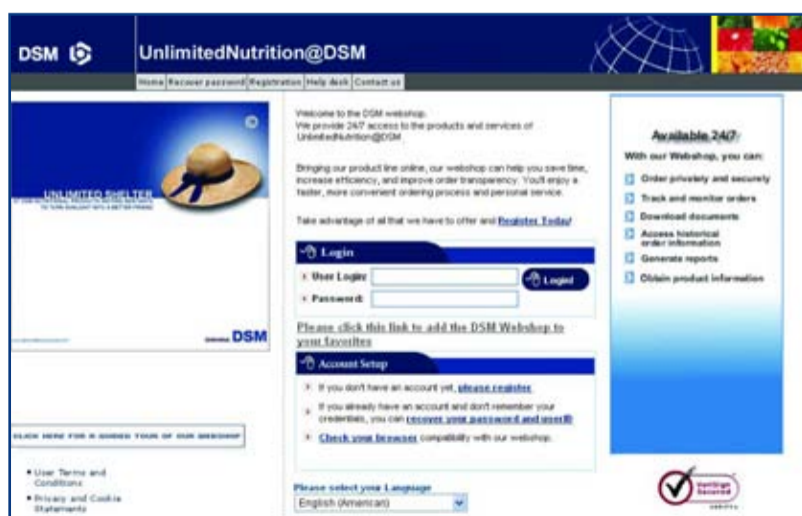 DSM
UnlimitedNutrition@DSM
Home Recover password Registration Help desk Contact us
UNLIMITED SHELTER
DSM
CLICK HERE FOR A GUIDED TOUR OF OUR WEBSHOP
User Terms and
Conditions
Privacy and Cookie
Statements
Welcome to the DSM webshop.
We provide 24/7 access to the products and services of
UnlimitedNutrition@DSM
Bringing our product line online, our webshop can help you save time,
increase efficiency, and improve order transparency. You'll enjoy a
faster, more convenient ordering process and personal service.
Take advantage of all that we have to offer and Register Today!
Login
User Login:
Login!
Password:
Please click this link to add the DSM Webshop to
your favorites
Account Setup
If you don't have an account yet, please register
If you already have an account and don't remember your
credentials, you can recover your password and userID
Check your browser compatibility with our webshop.
Please select your Language
English (American)
Available 24/7
With our Webshop, you can:
Order privately and securely
Track and monitor orders
Download documents
Access historical
order information
Generate reports
Obtain product information
VeriSign
Secured